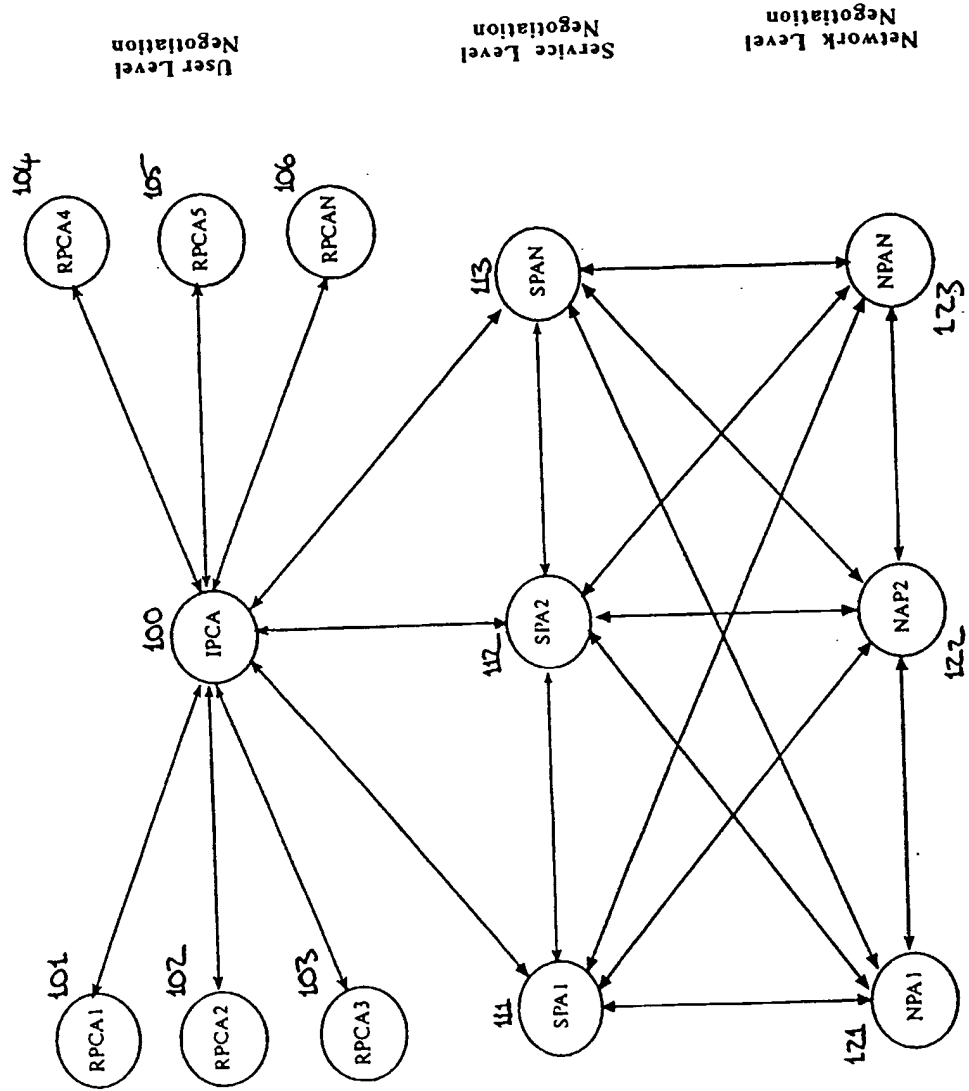 User Level
Negotiation
Service Level
Negotiation
Network Level
Negotiation
104
RPCA4
105
RPCA5
106
RPCAN
100
IPCA
101
RPCA1
102
RPCA2
103
RPCA3
113
SPAN
112
SPA2
111
SPA1
NPAN
123
NAP2
122
NPA1
121